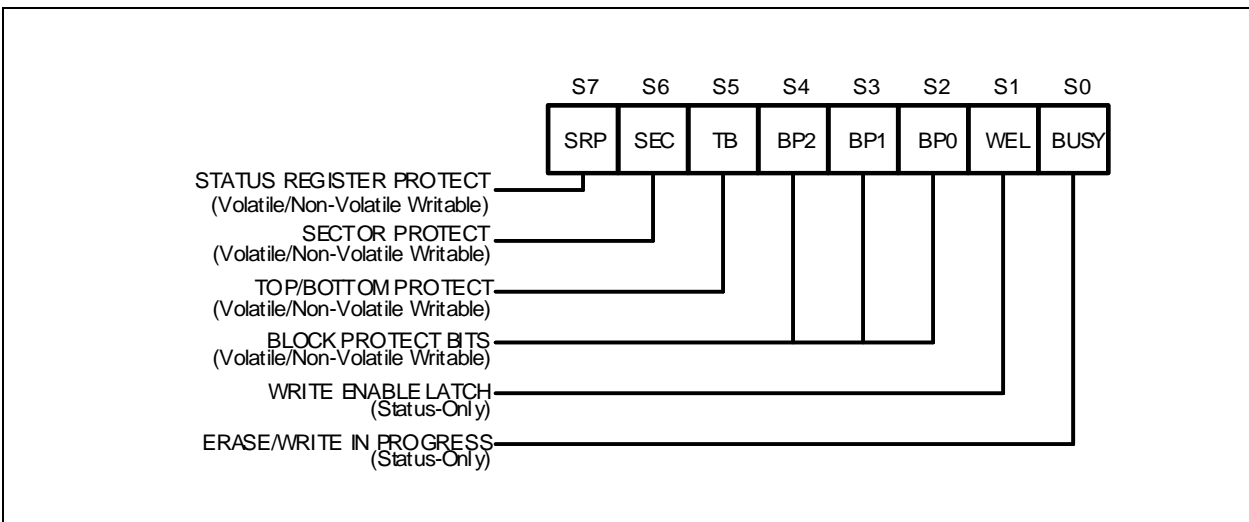 S7 S6 S5 S4 S3 S2 S1 S0
SRP SEC TB BP2 BP1 BP0 WEL BUSY
STATUS REGISTER PROTECT
(Volatile/Non-Volatile Writable)
SECTOR PROTECT
(Volatile/Non-Volatile Writable)
TOP/BOTTOM PROTECT
(Volatile/Non-Volatile Writable)
BLOCK PROTECT BITS
(Volatile/Non-Volatile Writable)
WRITE ENABLE LATCH
(Status-Only)
ERASE/WRITE IN PROGRESS
(Status-Only)